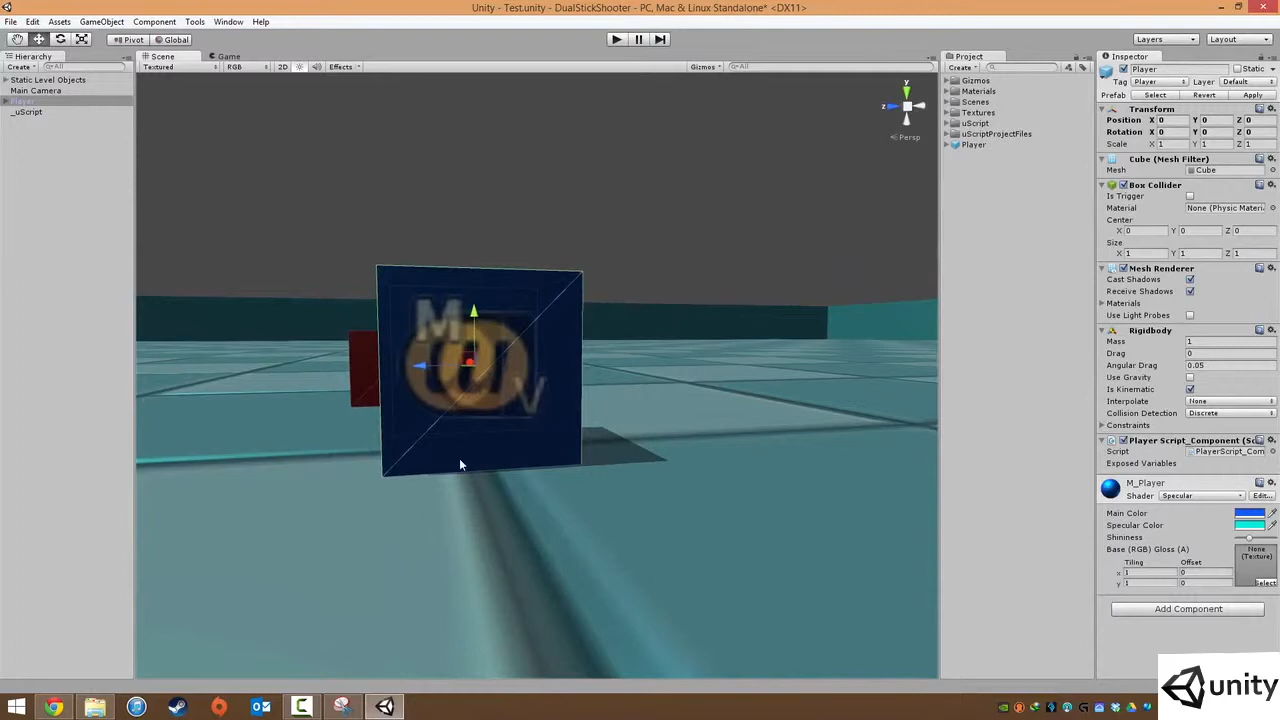 Unity - Test.unity - DualStickShooter - PC, Mac & Linux Standalone* <DX11>
File Edit Assets GameObject Component Tools Window Help
Pivot Global Layers Layout
Hierarchy
Create All
Static Level Objects
Main Camera
Player
_uScript
Scene Game
Textured RGB 2D Effects Gizmos All
y
z
Persp
M
V
Project
Create
Gizmos
Materials
Scenes
Textures
uScript
uScriptProjectFiles
Player
Inspector
Player Static
Tag Player Layer Default
Prefab Select Revert Apply
Transform
Position X 0 Y 0 Z 0
Rotation X 0 Y 0 Z 0
Scale X 1 Y 1 Z 1
Cube (Mesh Filter)
Mesh Cube
Box Collider
Is Trigger
Material None (Physic Materi
Center
X 0 Y 0 Z 0
Size
X 1 Y 1 Z 1
Mesh Renderer
Cast Shadows
Receive Shadows
Materials
Use Light Probes
Rigidbody
Mass 1
Drag 0
Angular Drag 0.05
Use Gravity
Is Kinematic
Interpolate None
Collision Detection Discrete
Constraints
Player Script_Component (Sc
Script PlayerScript_Com
Exposed Variables
M_Player
Shader Specular Edit...
Main Color
Specular Color
Shininess
Base (RGB) Gloss (A) None
(Texture)
Tiling Offset
x 1 0
y 1 0 Select
Add Component
unity